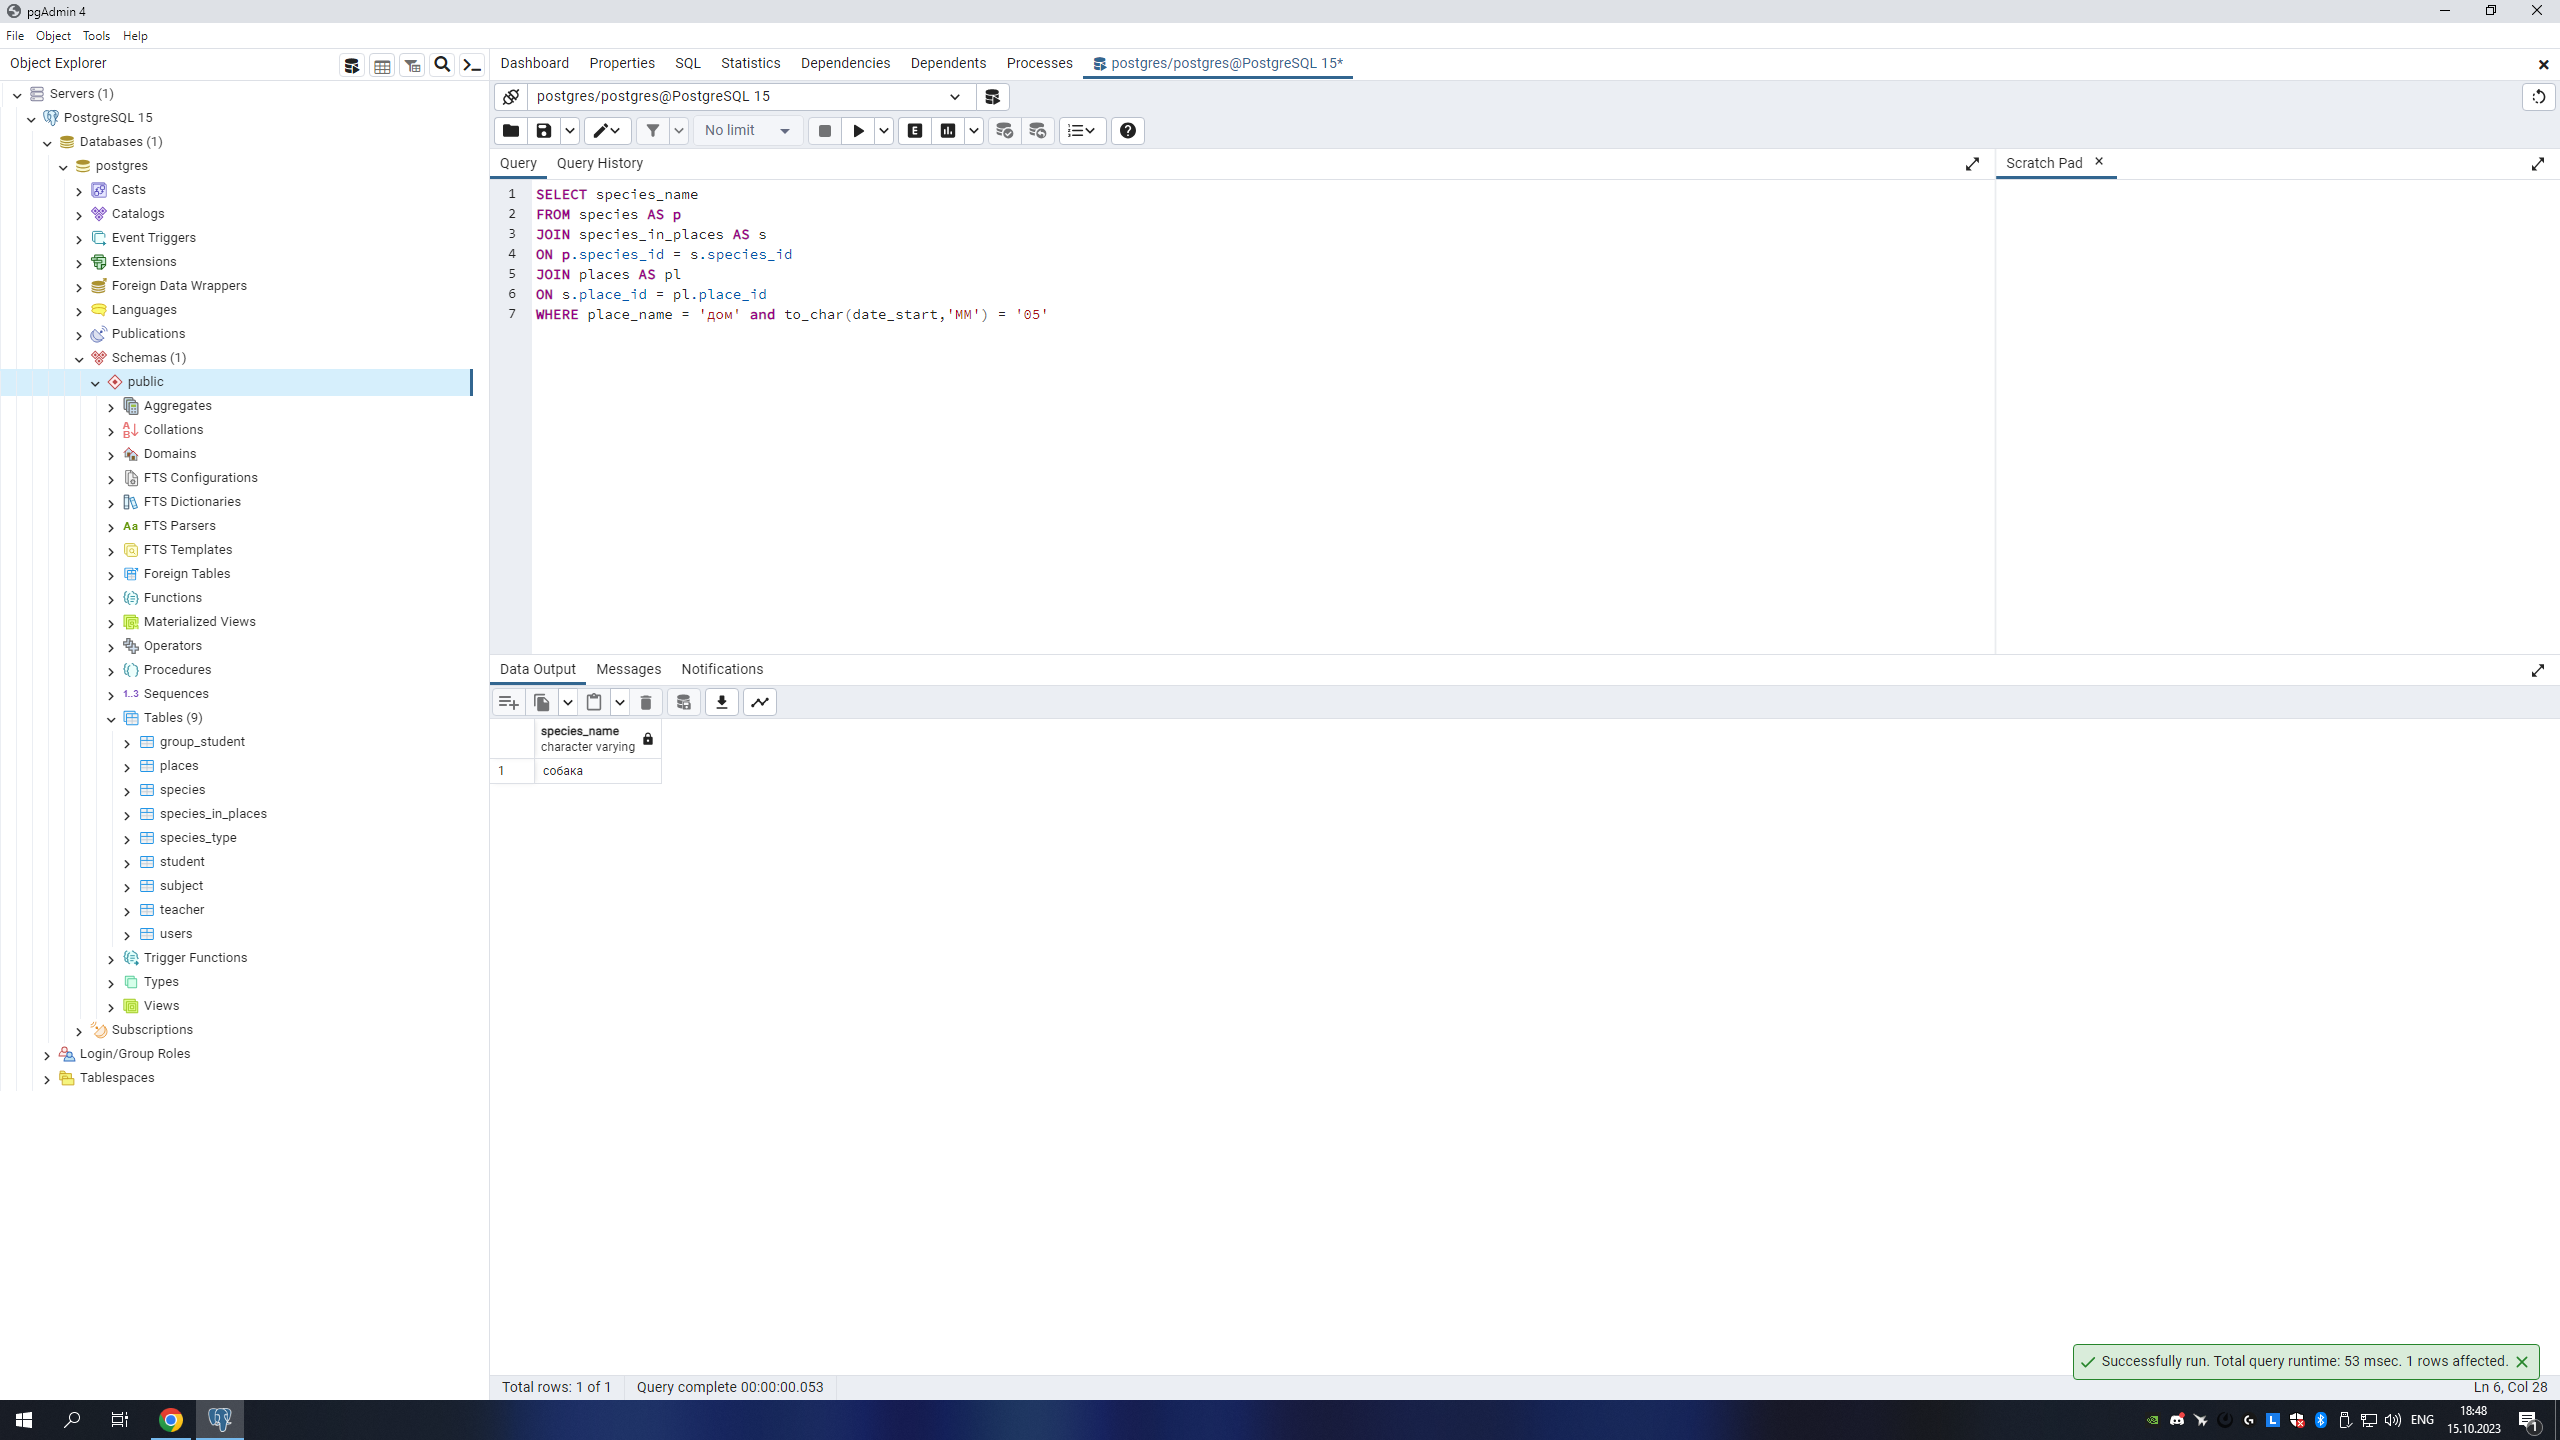 pgAdmin 4
File Object Tools Help
Object Explorer
Dashboard Properties SQL Statistics Dependencies Dependents Processes postgres/postgres@PostgreSQL 15*
Servers (1)
PostgreSQL 15
Databases (1)
postgres
Casts
Catalogs
Event Triggers
Extensions
Foreign Data Wrappers
Languages
Publications
Schemas (1)
public
Aggregates
Collations
Domains
FTS Configurations
FTS Dictionaries
FTS Parsers
FTS Templates
Foreign Tables
Functions
Materialized Views
Operators
Procedures
Sequences
Tables (9)
group_student
places
species
species_in_places
species_type
student
subject
teacher
users
Trigger Functions
Types
Views
Subscriptions
Login/Group Roles
Tablespaces
postgres/postgres@PostgreSQL 15
No limit
Query Query History
Scratch Pad
1 SELECT species_name
2 FROM species AS p
3 JOIN species_in_places AS s
4 ON p.species_id = s.species_id
5 JOIN places AS pl
6 ON s.place_id = pl.place_id
7 WHERE place_name = 'дом' and to_char(date_start,'MM') = '05'
Data Output Messages Notifications
species_name
character varying
1 собака
Successfully run. Total query runtime: 53 msec. 1 rows affected.
Total rows: 1 of 1 Query complete 00:00:00.053
Ln 6, Col 28
ENG
18:48
15.10.2023
1